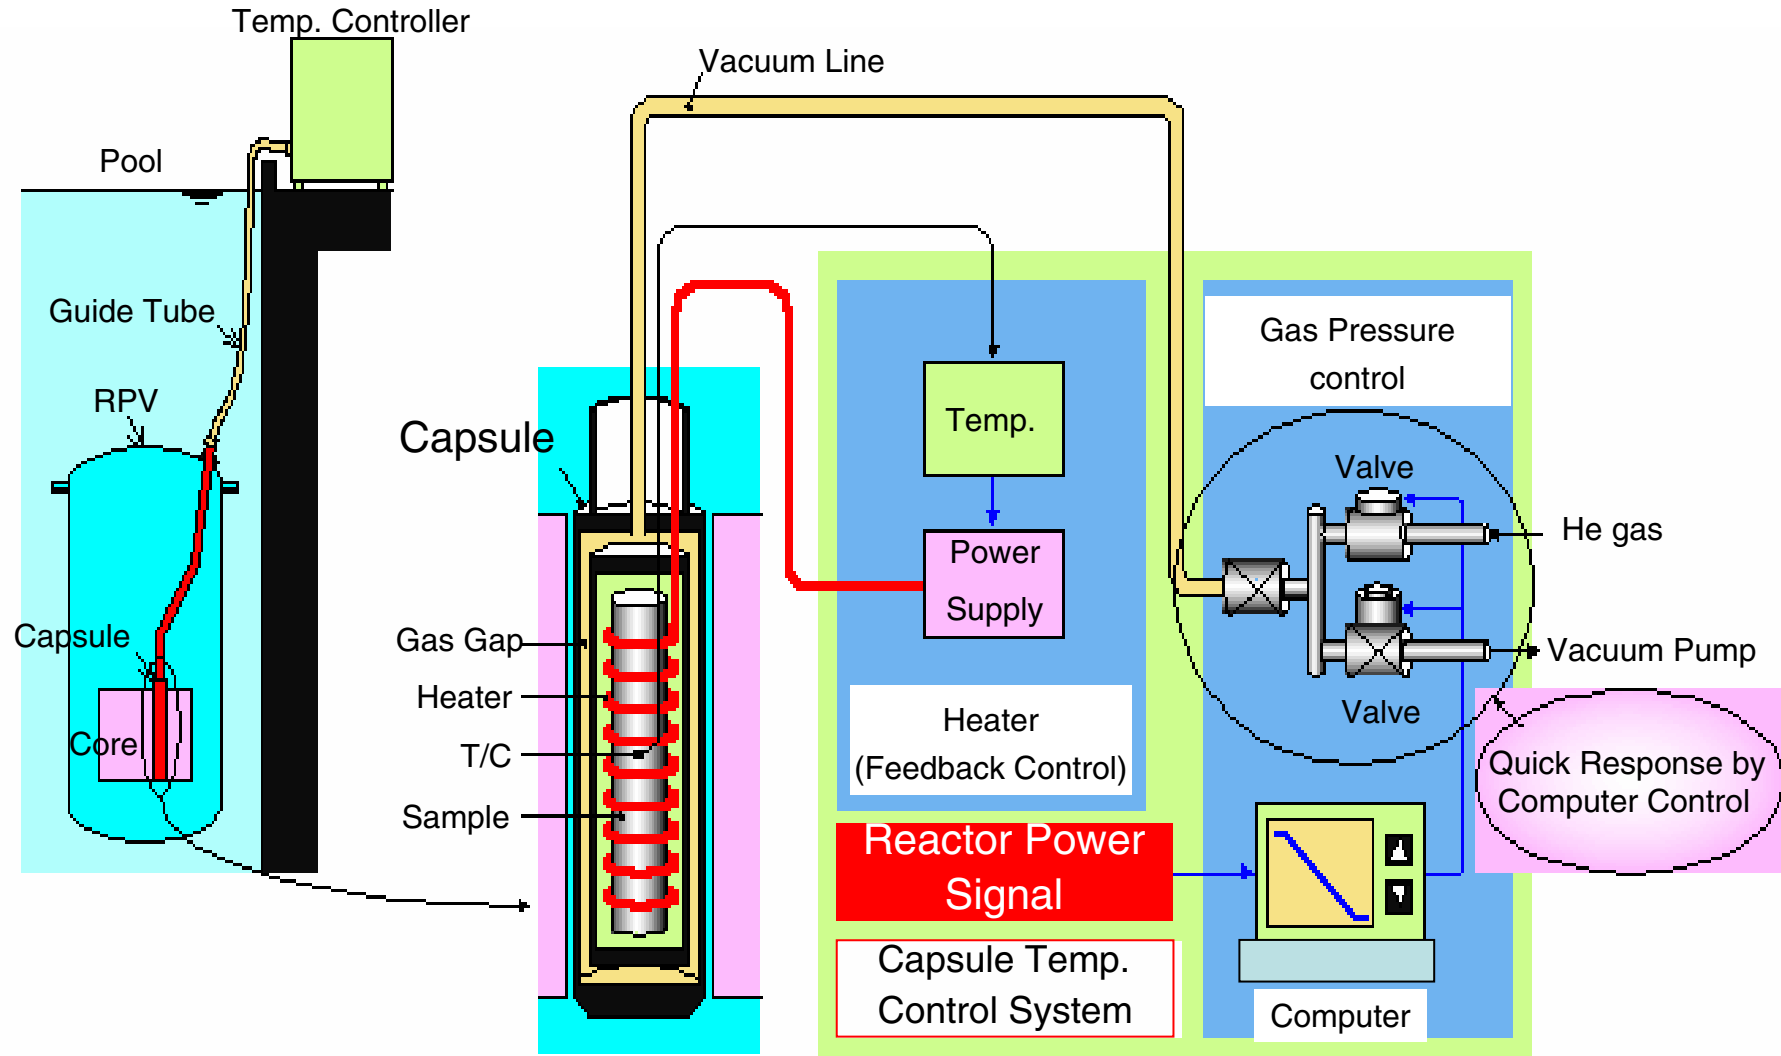 Temp. Controller
Vacuum Line
Pool
Guide Tube
RPV
Capsule
Core
Capsule
Gas Gap
Heater
T/C
Sample
Temp.
Power
Supply
Heater
(Feedback Control)
Gas Pressure
control
Valve
He gas
Vacuum Pump
Valve
Quick Response by
Computer Control
Reactor Power
Signal
Capsule Temp.
Control System
Computer